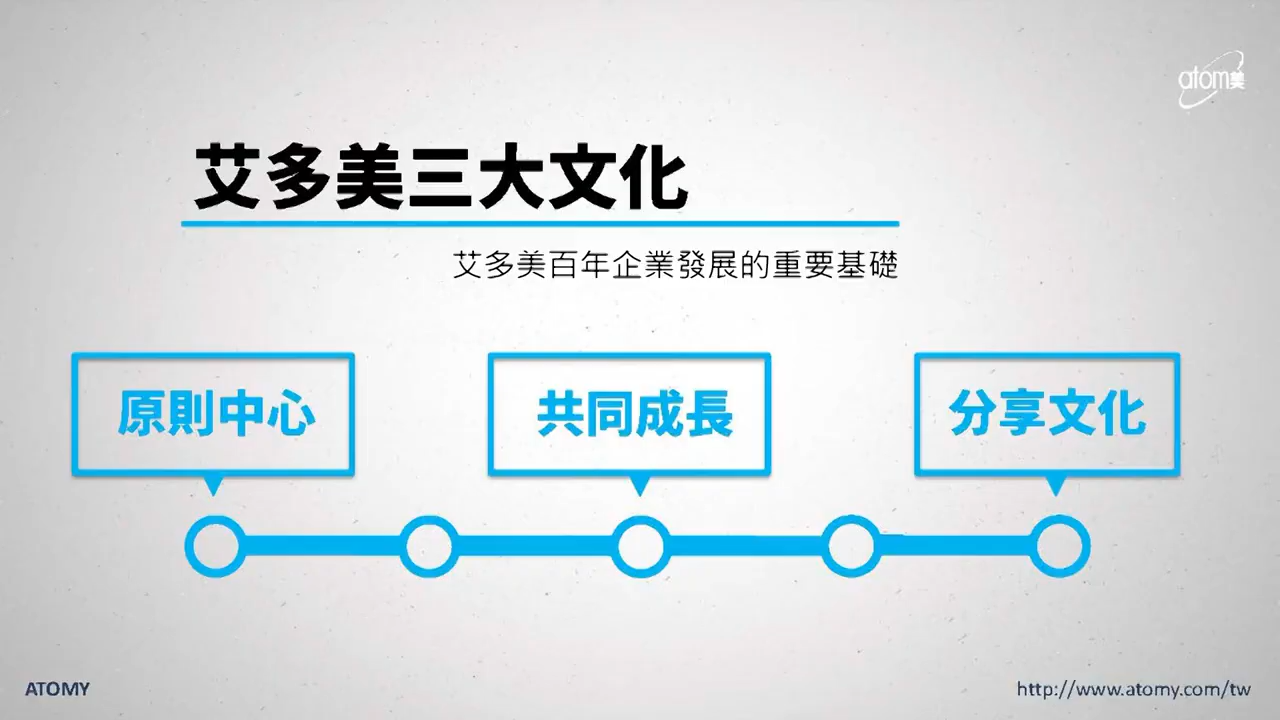 atom美
艾多美三大文化
艾多美百年企業發展的重要基礎
原則中心
共同成長
分享文化
ATOMY
http://www.atomy.com/tw